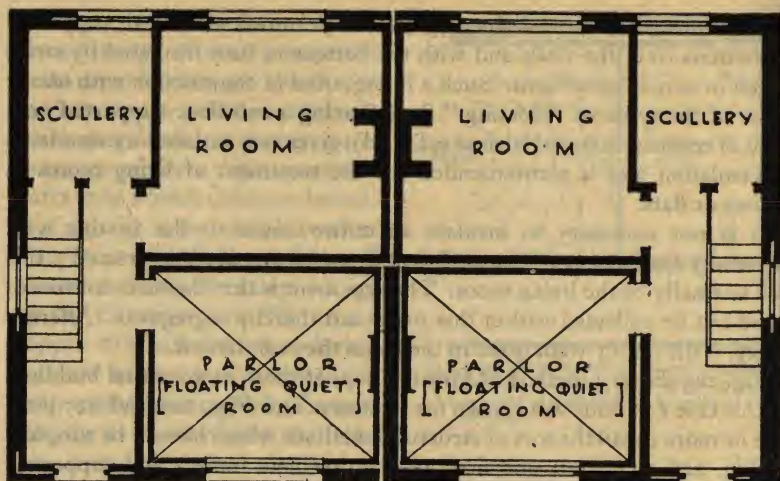 SCULLERY LIVING ROOM
LIVING ROOM SCULLERY
PARLOR
[FLOATING QUIET ROOM]
PARLOR
[FLOATING QUIET ROOM]